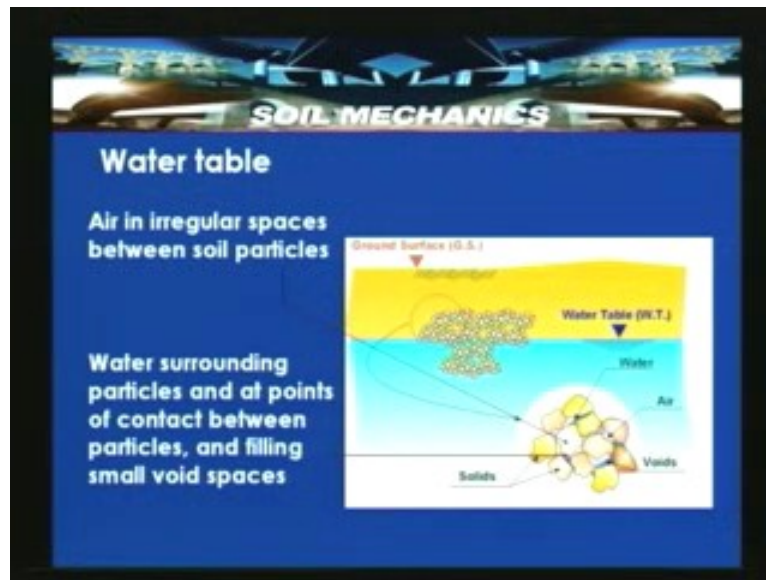 SOIL MECHANICS
Water table
Air in irregular spaces
between soil particles
Ground Surface (G.S.)
Water Table (W.T.)
Water
Air
Voids
Solids
Water surrounding
particles and at points
of contact between
particles, and filling
small void spaces